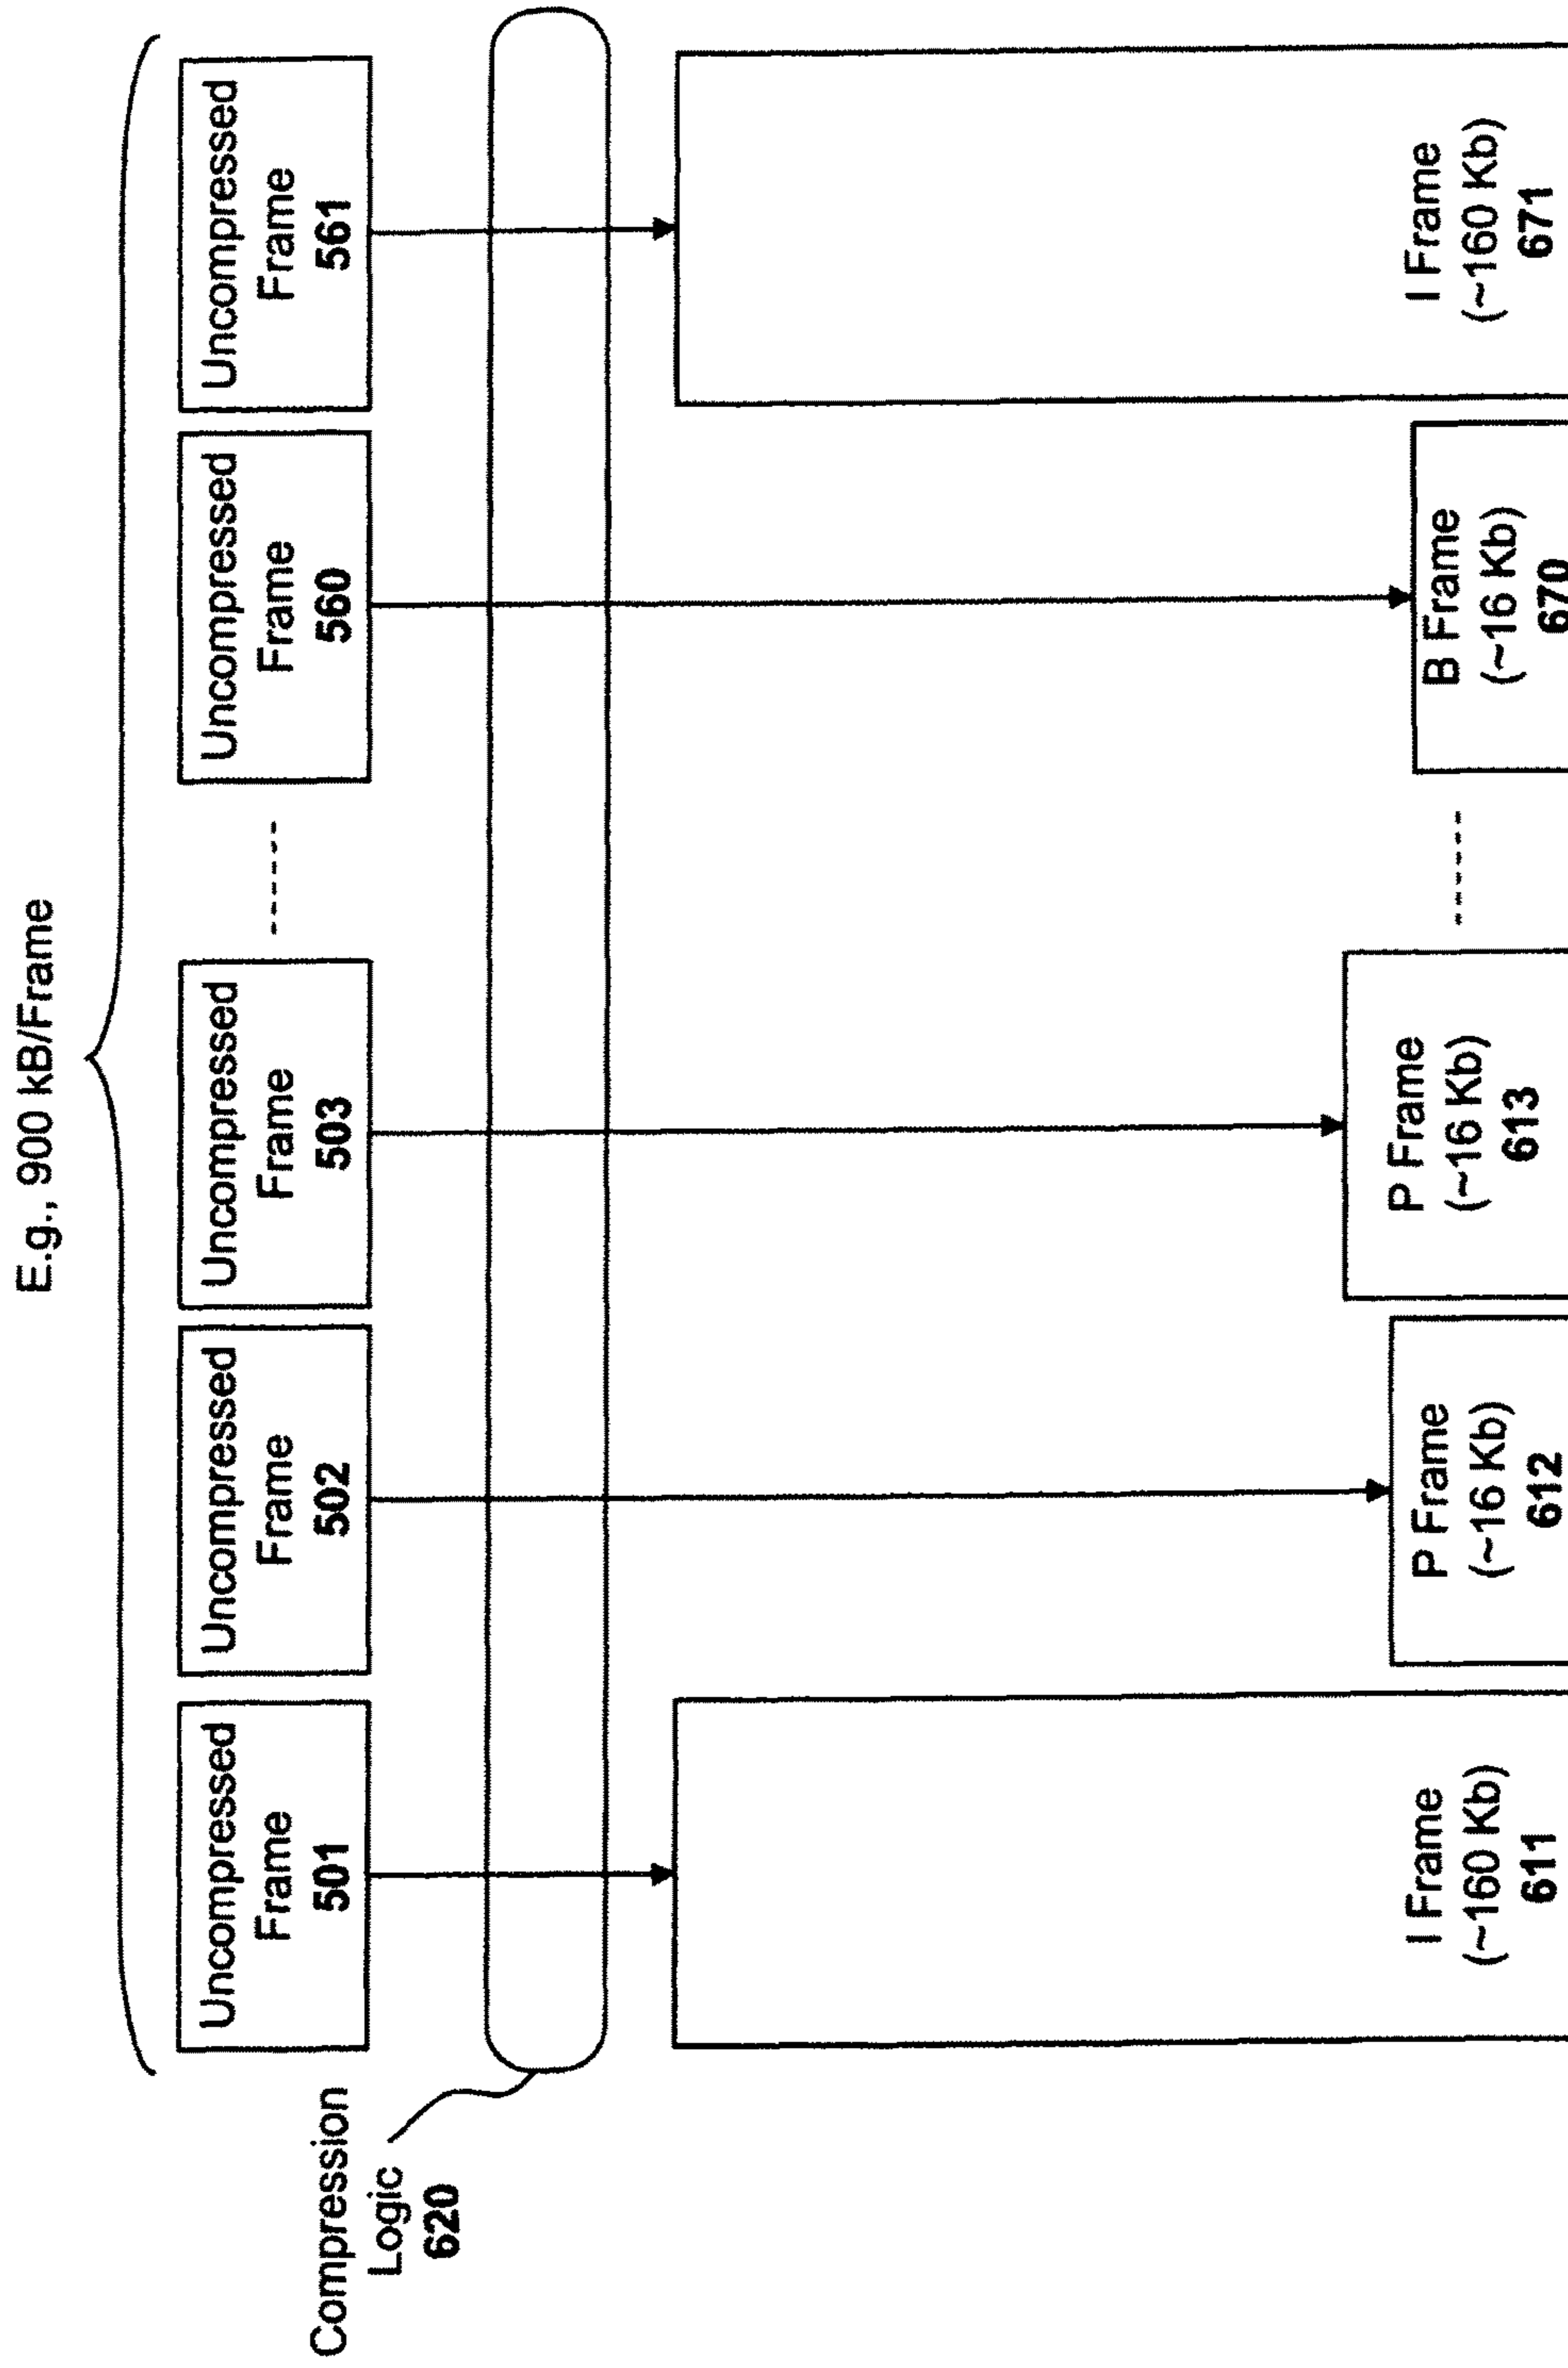 E.g., 900 kB/Frame
Uncompressed
Frame
501
Uncompressed
Frame
502
Uncompressed
Frame
503
------
Uncompressed
Frame
560
Uncompressed
Frame
561
Compression
Logic
620
I Frame
(~160 Kb)
611
P Frame
(~16 Kb)
612
P Frame
(~16 Kb)
613
------
B Frame
(~16 Kb)
670
I Frame
(~160 Kb)
671